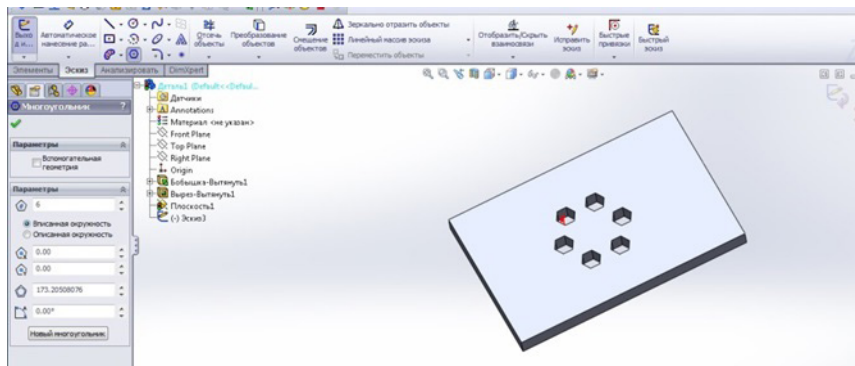 Автоматическое
нанесение ра...
Отсечь
объекты
Преобразование
объектов
Смещение
объектов
Зеркально отразить объекты
Линейный массив эскиза
Переместить объекты
Отобразить/Скрыть
взаимосвязи
Исправить
эскиз
Быстрые
привязки
Быстрый
эскиз
Элементы
Эскиз
Анализировать
DimXpert
Многоугольник
?
Параметры
Вспомогательная
геометрия
Параметры
6
Вписанная окружность
Описанная окружность
0.00
0.00
173.20508076
0.00°
Новый многоугольник
Деталь1 (Default<<Defaul...
Датчики
Annotations
Материал <не указан>
Front Plane
Top Plane
Right Plane
Origin
Бобышка-Вытянуть1
Вырез-Вытянуть1
Плоскость1
(-) Эскиз3